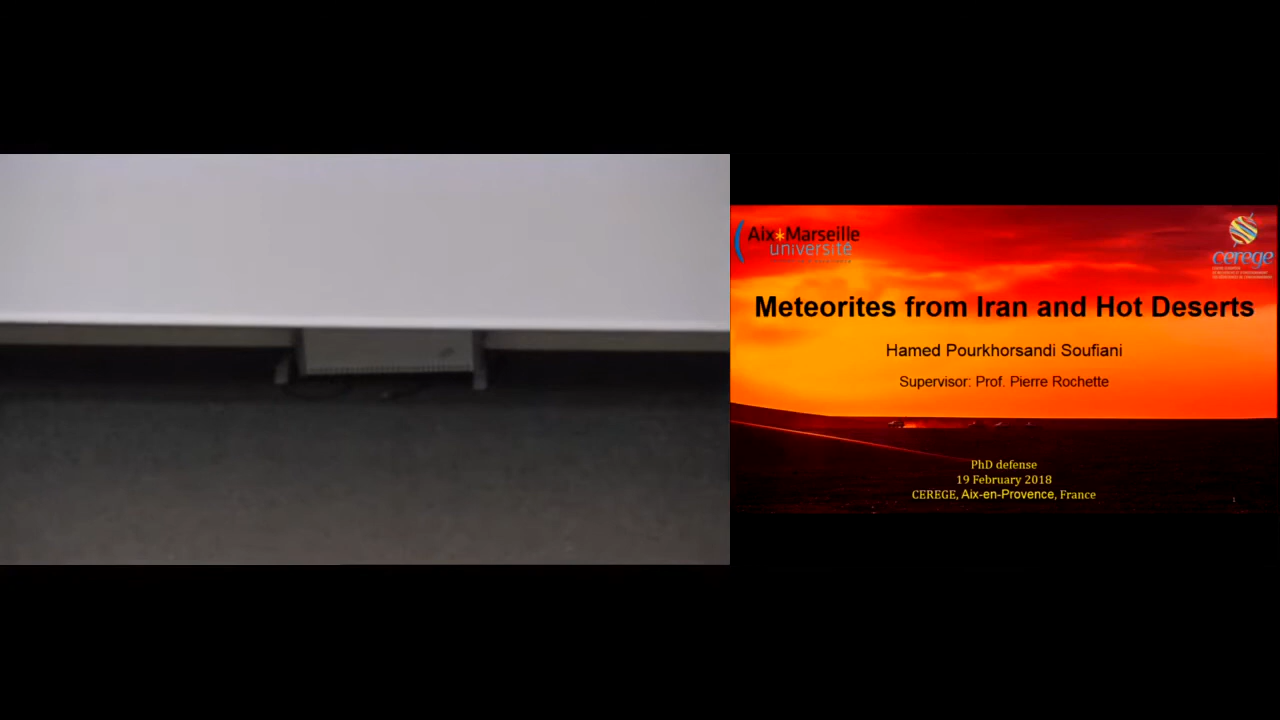 Aix*Marseille
université
cerege
Meteorites from Iran and Hot Deserts
Hamed Pourkhorsandi Soufiani
Supervisor: Prof. Pierre Rochette
PhD defense
19 February 2018
CEREGE, Aix-en-Provence, France
1